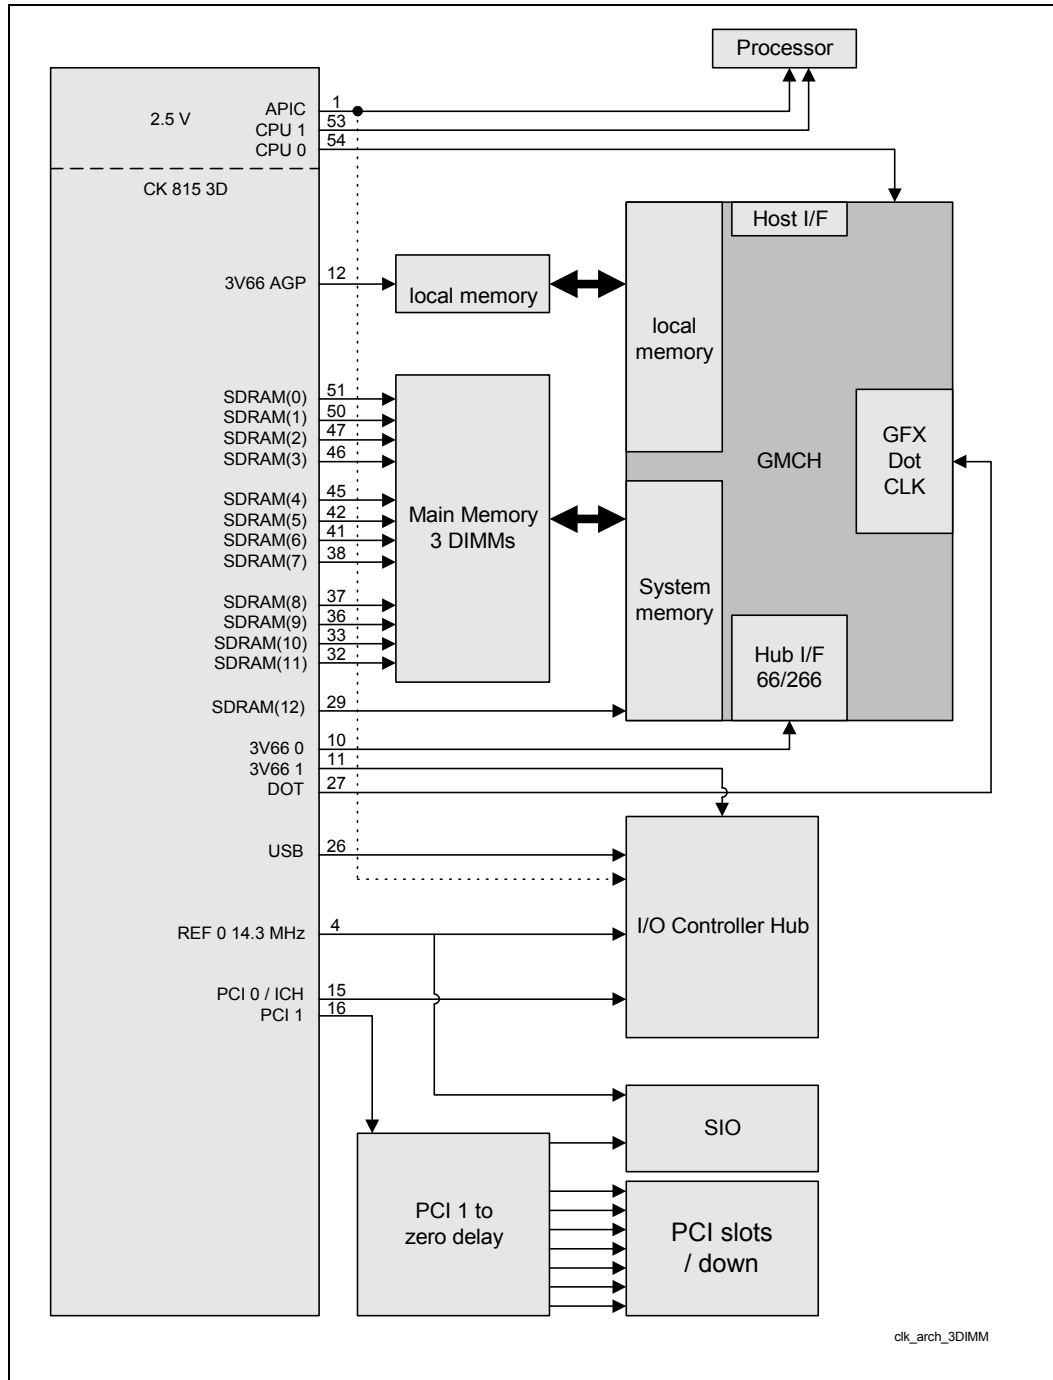 Processor
2.5 V
APIC 1
CPU 1 53
CPU 0 54
CK 815 3D
Host I/F
3V66 AGP 12
local memory
local
memory
SDRAM(0) 51
SDRAM(1) 50
SDRAM(2) 47
SDRAM(3) 46
SDRAM(4) 45
SDRAM(5) 42
SDRAM(6) 41
SDRAM(7) 38
SDRAM(8) 37
SDRAM(9) 36
SDRAM(10) 33
SDRAM(11) 32
Main Memory
3 DIMMs
GMCH
GFX
Dot
CLK
System
memory
Hub I/F
66/266
SDRAM(12) 29
3V66 0 10
3V66 1 11
DOT 27
USB 26
REF 0 14.3 MHz 4
I/O Controller Hub
PCI 0 / ICH 15
PCI 1 16
SIO
PCI 1 to
zero delay
PCI slots
/ down
clk_arch_3DIMM